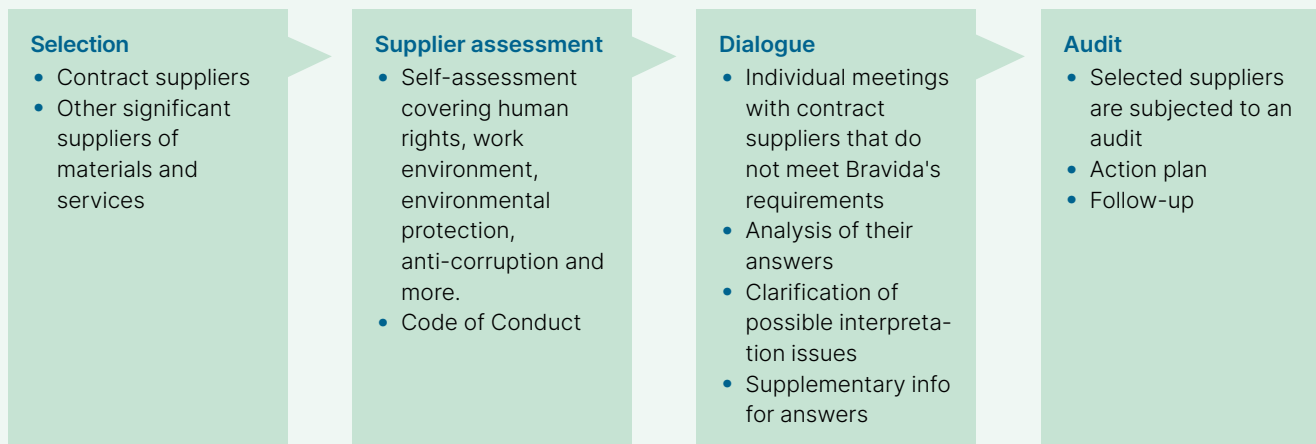 Selection
• Contract suppliers
• Other significant
suppliers of
materials and
services
Supplier assessment
• Self-assessment
covering human
rights, work
environment,
environmental
protection,
anti-corruption and
more.
• Code of Conduct
Dialogue
• Individual meetings
with contract
suppliers that do
not meet Bravida's
requirements
• Analysis of their
answers
• Clarification of
possible interpreta-
tion issues
• Supplementary info
for answers
Audit
• Selected suppliers
are subjected to an
audit
• Action plan
• Follow-up